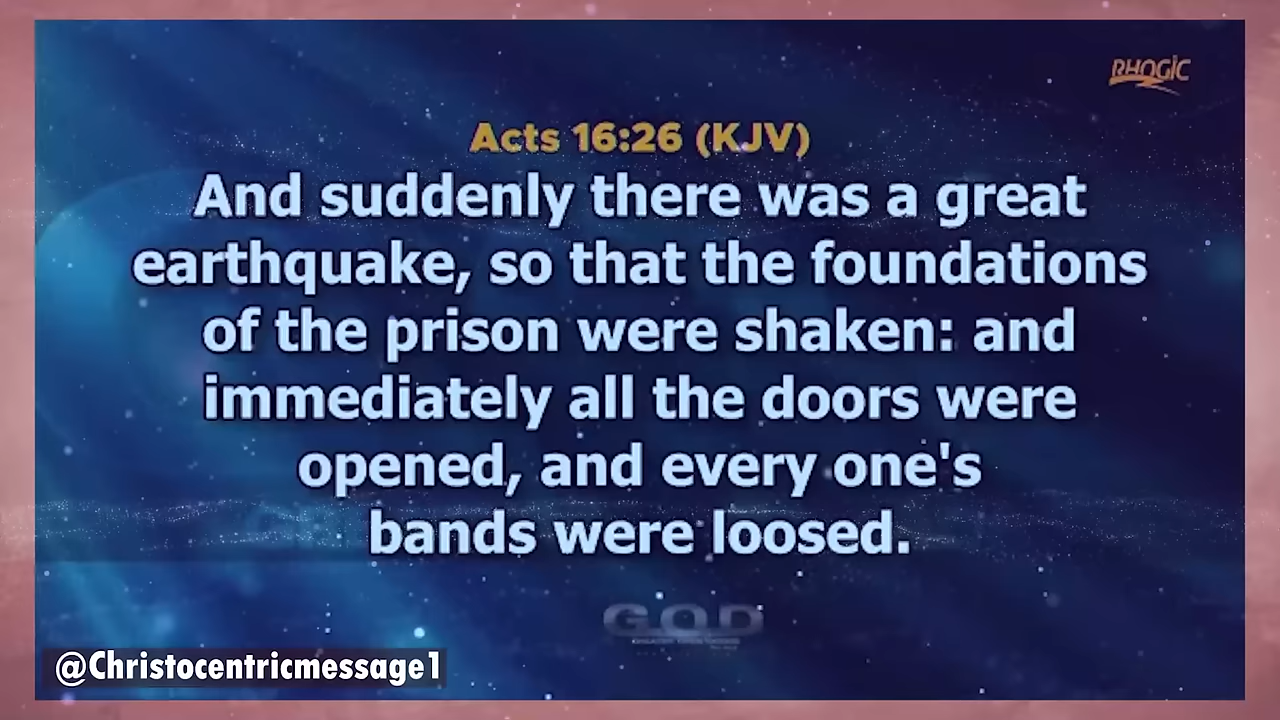 RHOGIC
Acts 16:26 (KJV)
And suddenly there was a great
earthquake, so that the foundations
of the prison were shaken: and
immediately all the doors were
opened, and every one's
bands were loosed.
G.O.D
@Christocentricmessage1